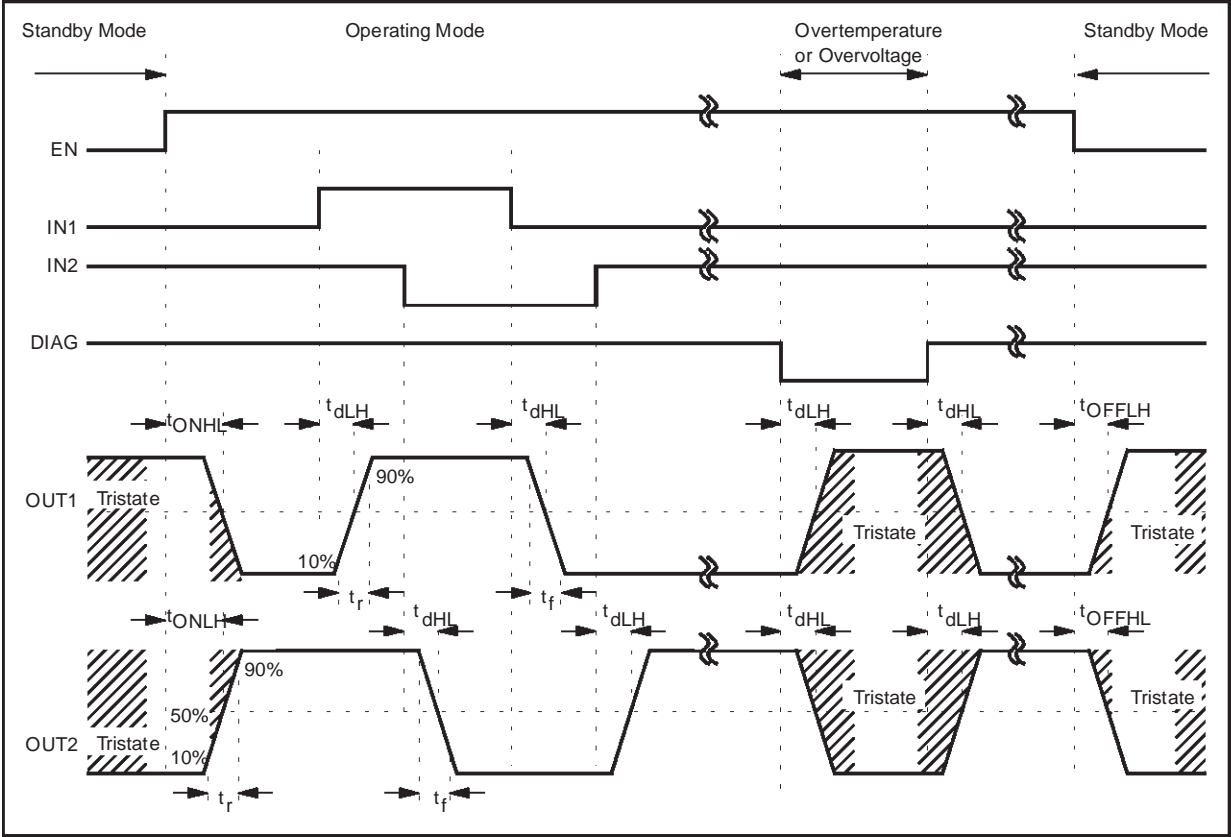 Standby Mode
Operating Mode
Overtemperature
or Overvoltage
Standby Mode
EN
IN1
IN2
DIAG
tONHL
tdLH
tdHL
tdLH
tdHL
tOFFLH
OUT1
Tristate
90%
10%
Tristate
Tristate
tr
tf
tONLH
tdHL
tdLH
tdHL
tdLH
tOFFHL
90%
50%
10%
OUT2
Tristate
Tristate
Tristate
tr
tf